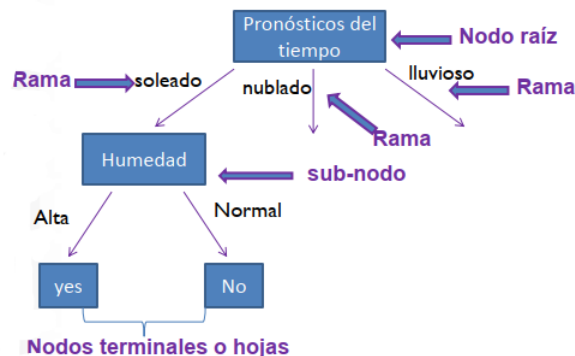 Pronósticos del
tiempo
Nodo raíz
Rama
soleado
nublado
lluvioso
Rama
Rama
Humedad
sub-nodo
Alta
Normal
yes
No
Nodos terminales o hojas